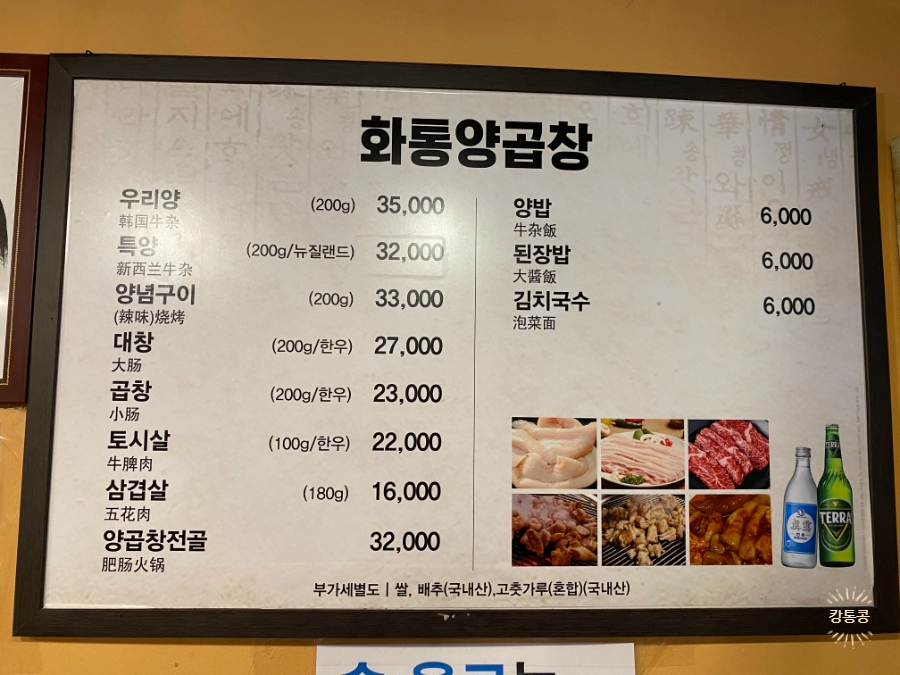 화통양곱창
우리양 (200g) 35,000
韩国牛杂
특양 (200g/뉴질랜드) 32,000
新西兰牛杂
양념구이 (200g) 33,000
(辣味)烧烤
대창 (200g/한우) 27,000
大肠
곱창 (200g/한우) 23,000
小肠
토시살 (100g/한우) 22,000
牛脾肉
삼겹살 (180g) 16,000
五花肉
양곱창전골 32,000
肥肠火锅
양밥 6,000
牛杂飯
된장밥 6,000
大醬飯
김치국수 6,000
泡菜面
TERRA
TERRA
부가세별도 | 쌀, 배추(국내산),고춧가루(혼합)(국내산)
캉통콩